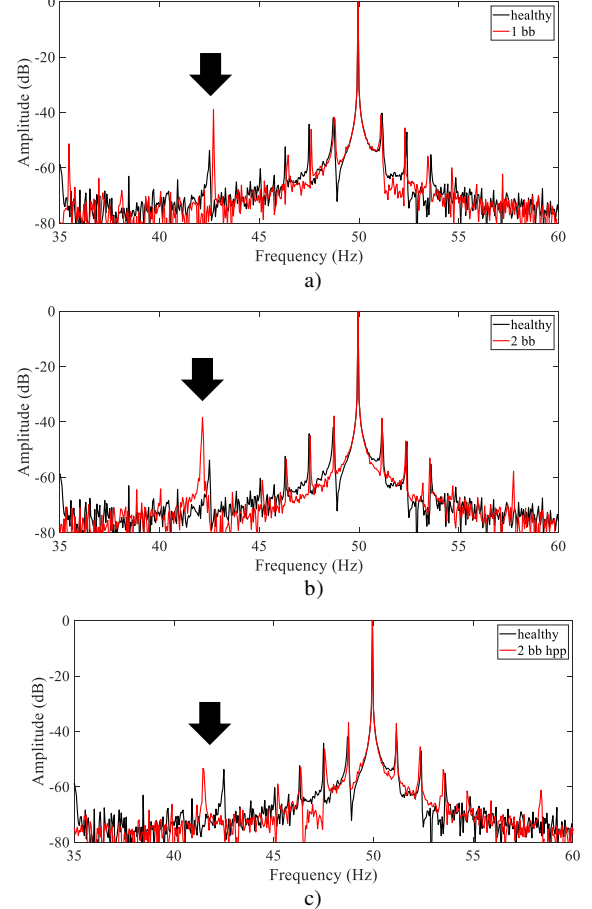 0
healthy
1 bb
-20
-40
-60
-80
Amplitude (dB)
35 40 45 50 55 60
Frequency (Hz)
a)
0
healthy
2 bb
-20
-40
-60
-80
Amplitude (dB)
35 40 45 50 55 60
Frequency (Hz)
b)
0
healthy
2 bb hpp
-20
-40
-60
-80
Amplitude (dB)
35 40 45 50 55 60
Frequency (Hz)
c)